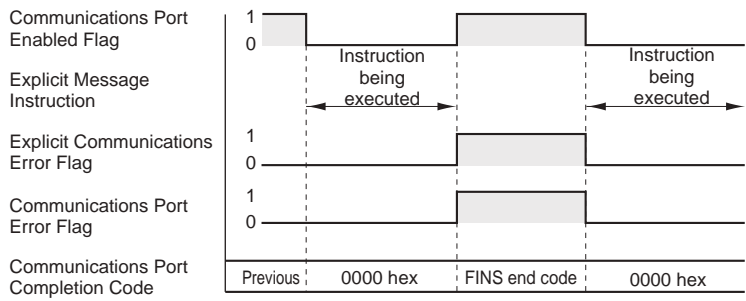 Communications Port
Enabled Flag
1
0
Instruction
being
executed
Instruction
being
executed
Explicit Message
Instruction
Explicit Communications
Error Flag
1
0
Communications Port
Error Flag
1
0
Communications Port
Completion Code
Previous
0000 hex
FINS end code
0000 hex